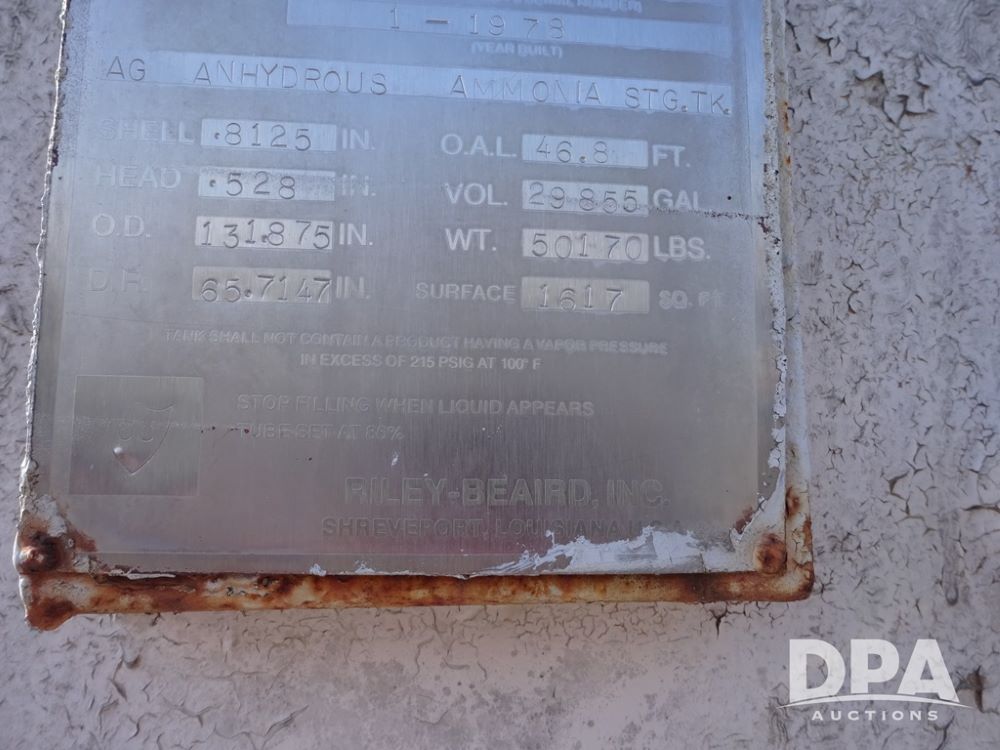 SERIAL NUMBER)
1 - 1978
(YEAR BUILT)
AG ANHYDROUS AMMONIA STG.TK.
SHELL .8125 IN. O.A.L. 46.8 FT.
HEAD .528 IN. VOL. 29855 GAL.
O.D. 131.875 IN. WT. 50170 LBS.
D.R. 65.7147 IN. SURFACE 1617 SQ. FT.
TANK SHALL NOT CONTAIN A PRODUCT HAVING A VAPOR PRESSURE
IN EXCESS OF 215 PSIG AT 100° F
STOP FILLING WHEN LIQUID APPEARS
TUBE SET AT 86%
RILEY-BEAIRD, INC.
SHREVEPORT, LOUISIANA U.S.A.
DPA
AUCTIONS